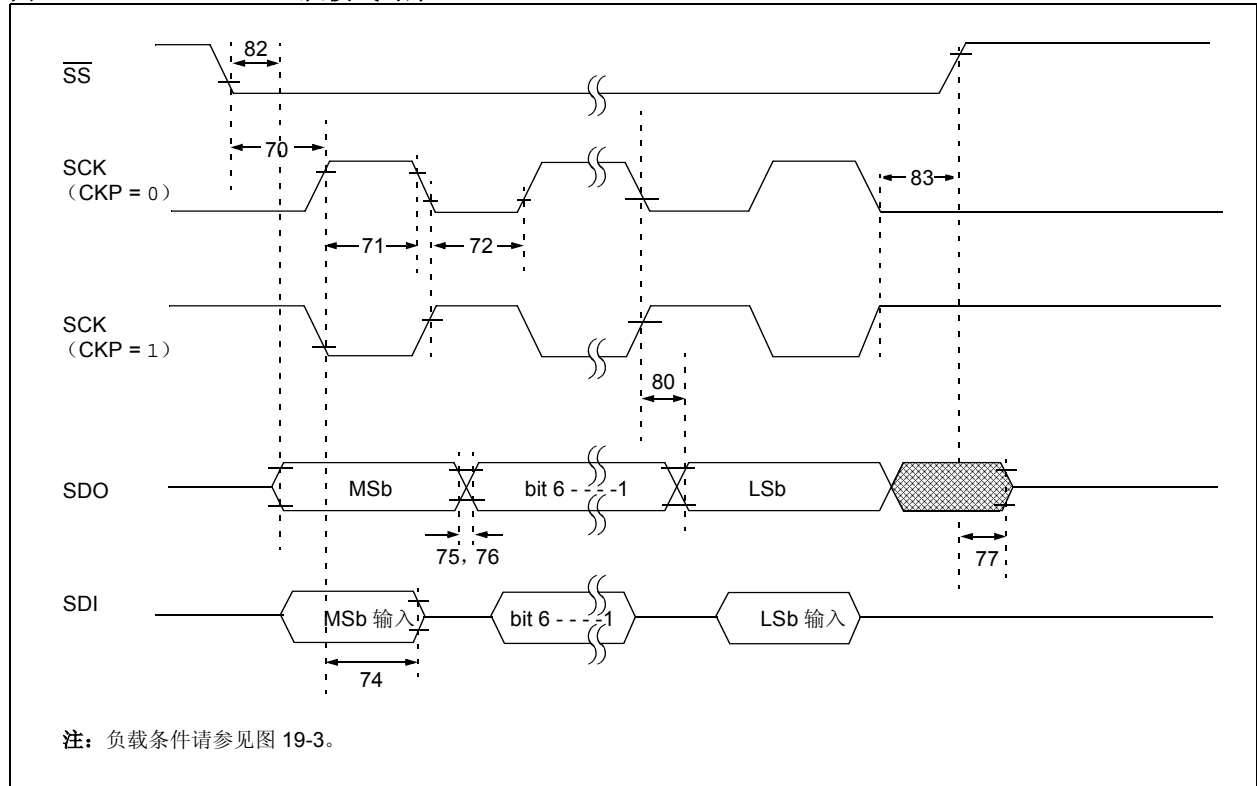 82
SS
70
SCK
（CKP = 0）
83
71
72
SCK
（CKP = 1）
80
SDO
MSb
bit 6 - - - -1
LSb
75，76
77
SDI
MSb 输入
bit 6 - - - -1
LSb 输入
74
注：负载条件请参见图 19-3。